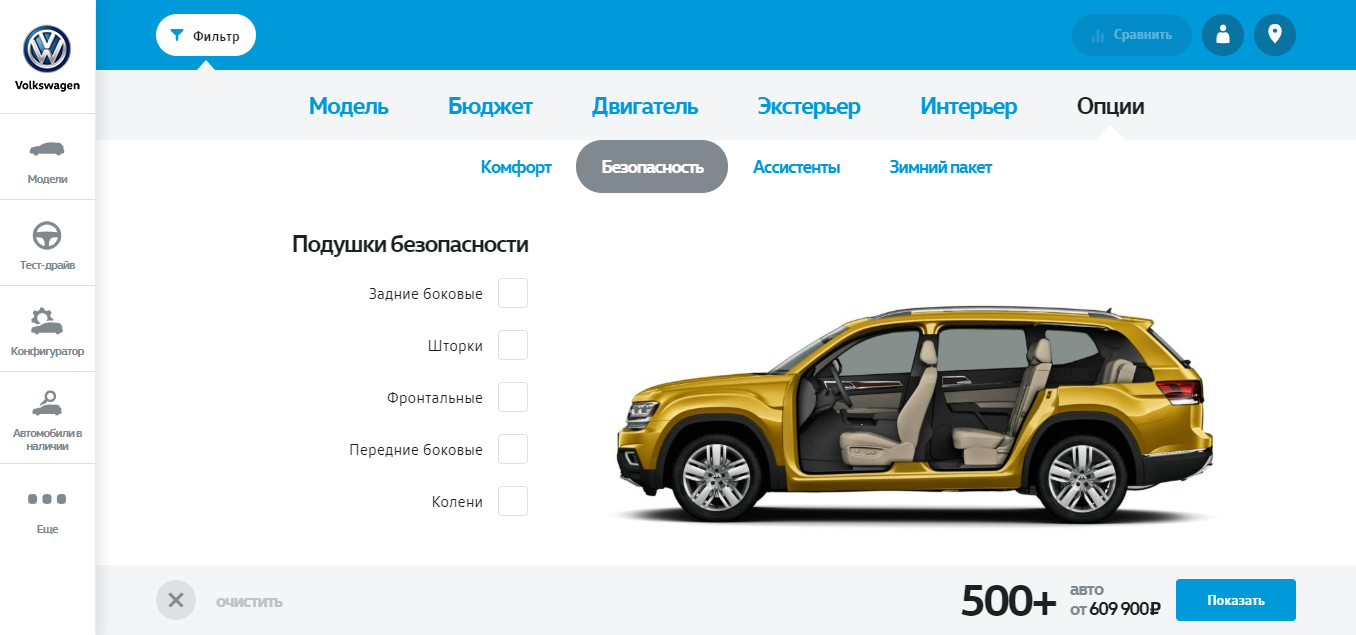 Volkswagen
Модели
Тест-драйв
Конфигуратор
Автомобили в
наличии
Еще
Фильтр
Сравнить
Модель Бюджет Двигатель Экстерьер Интерьер Опции
Комфорт Безопасность Ассистенты Зимний пакет
Подушки безопасности
Задние боковые
Шторки
Фронтальные
Передние боковые
Колени
очистить
500+ авто
от 609 900₽
Показать